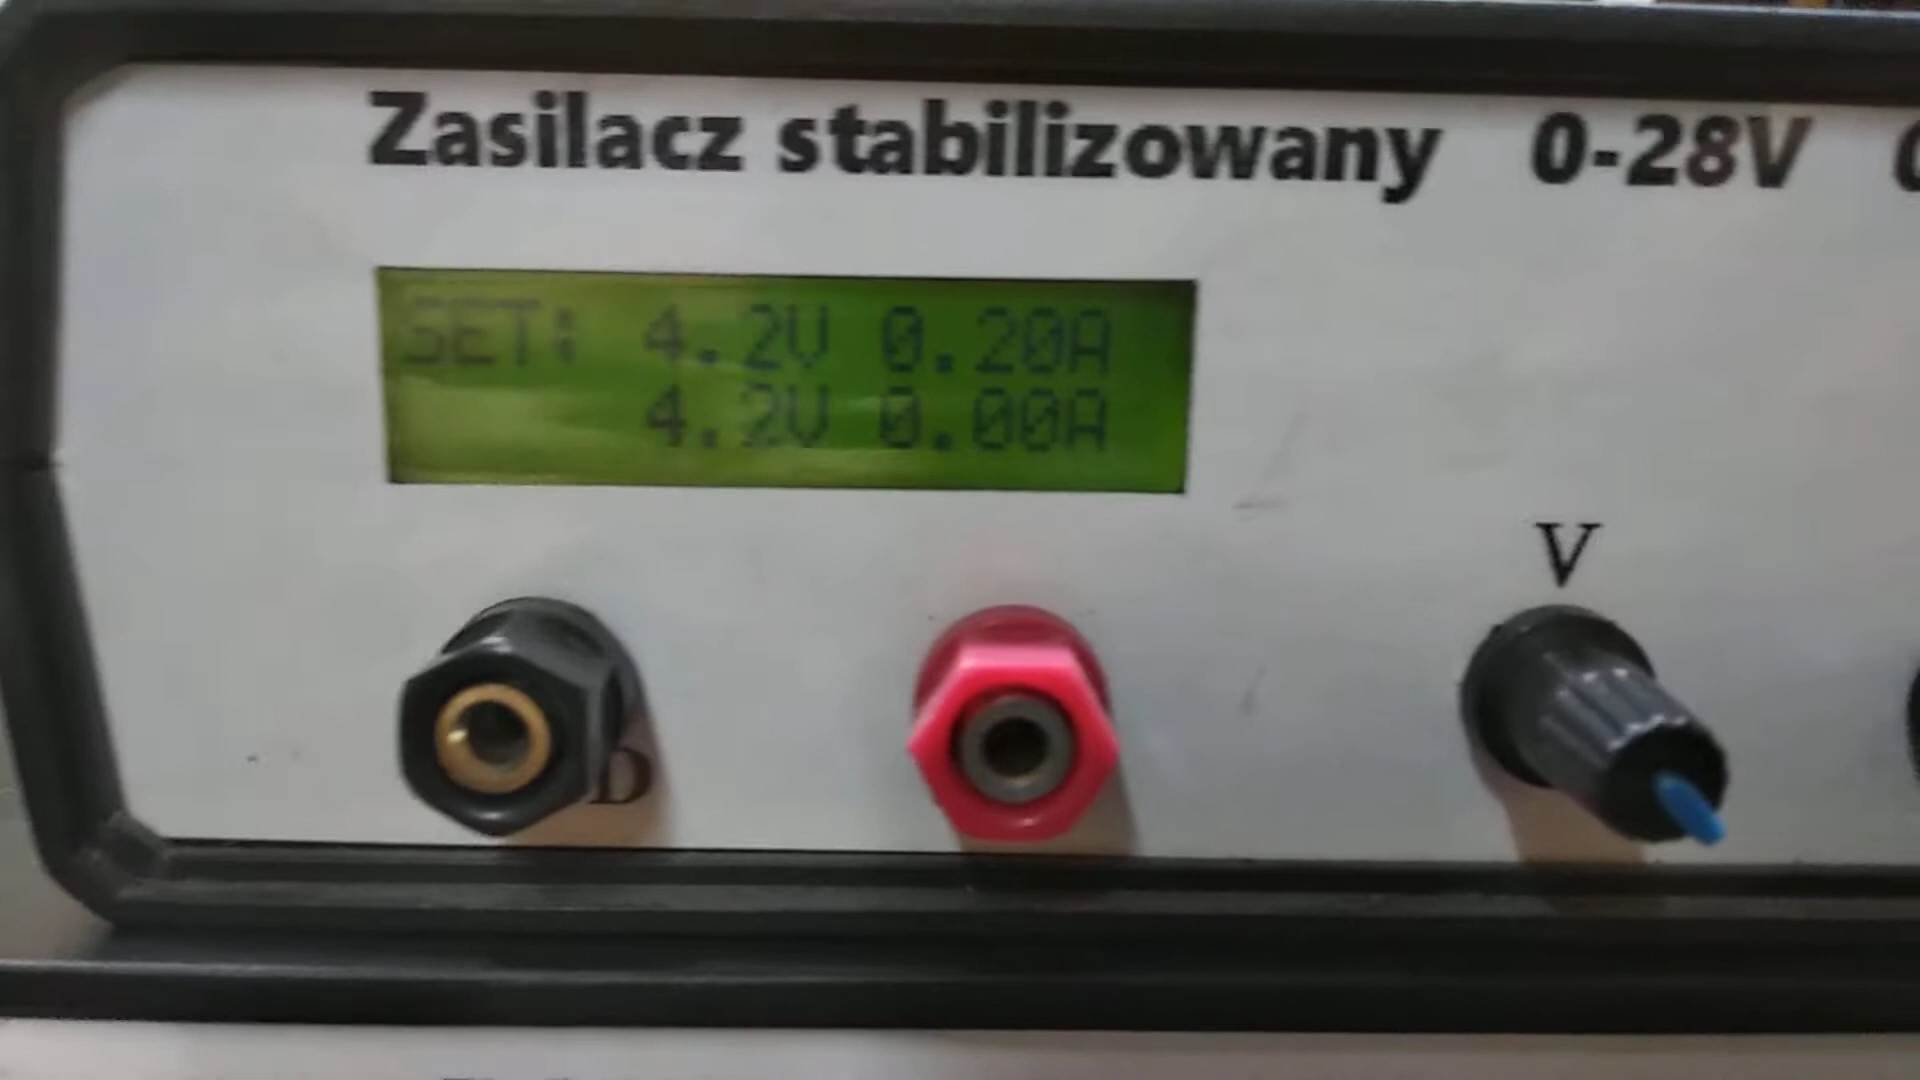 Zasilacz stabilizowany 0-28V
SET: 4.2V 0.20A
4.2V 0.00A
V
D